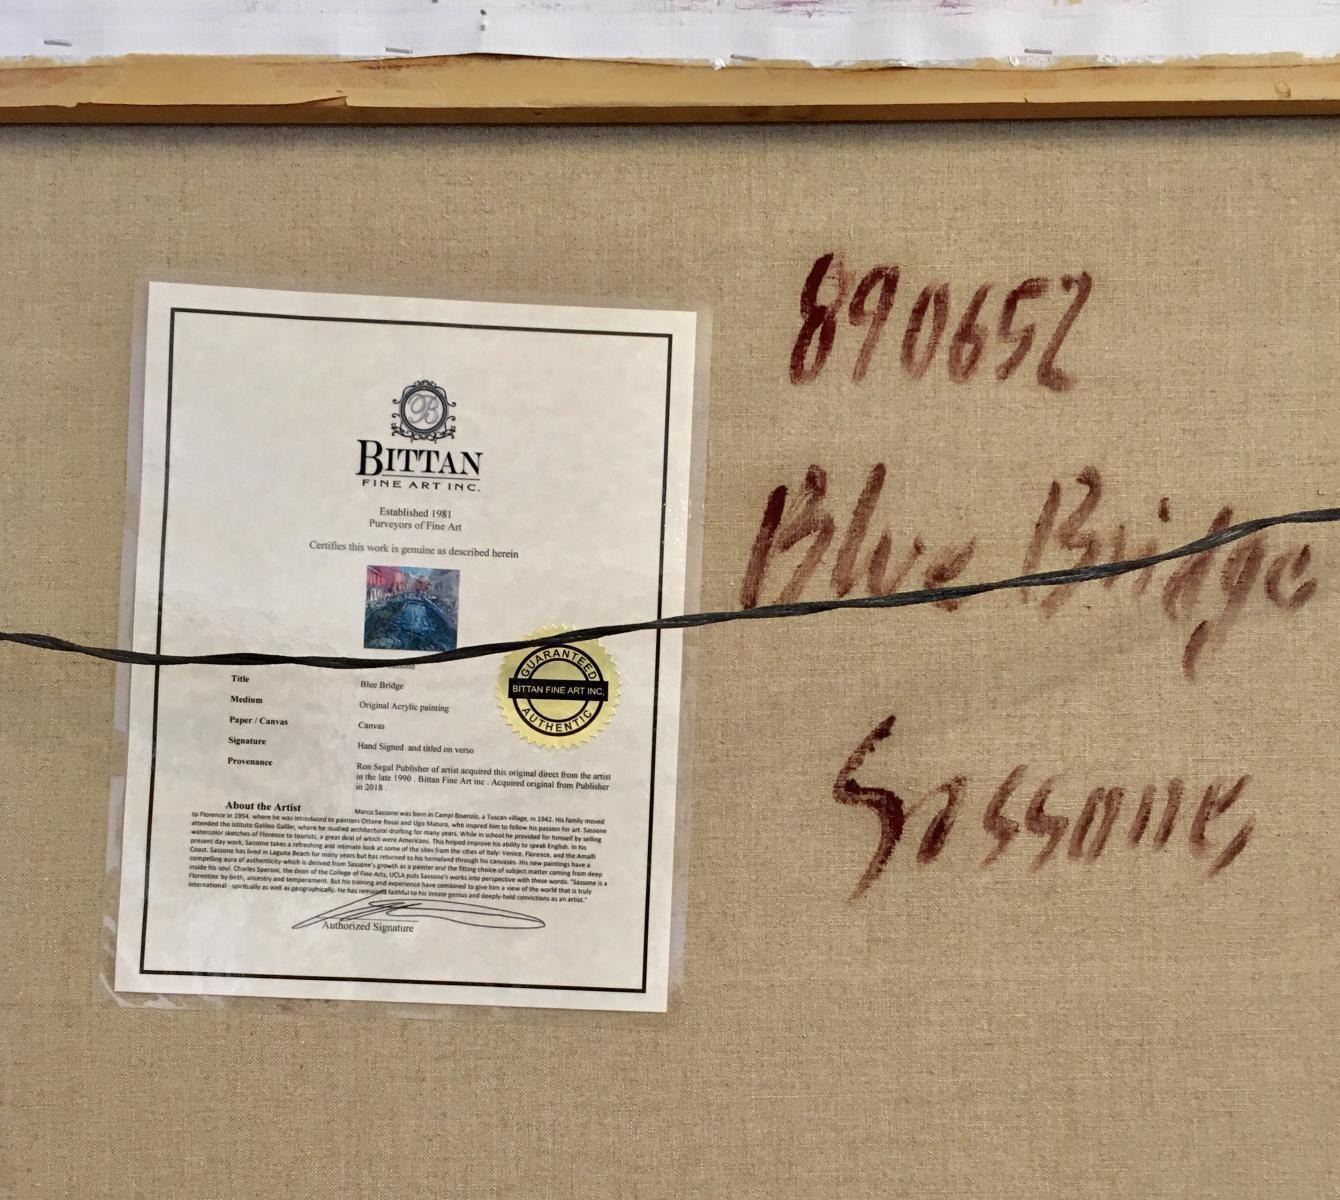 B
BITTAN
FINE ART INC.
Established 1981
Purveyors of Fine Art
Certifies this work is genuine as described herein
Sassone
Title Blue Bridge
Medium Original Acrylic painting
Paper / Canvas Canvas
Signature Hand Signed and titled on verso
Provenance Ron Segal Publisher of artist acquired this original direct from the artist
in the late 1990 . Bittan Fine Art inc . Acquired original from Publisher
in 2018 .
GUARANTEED
BITTAN FINE ART INC.
AUTHENTIC
About the Artist Marco Sassone was born in Campi Bisenzio, a Tuscan village, in 1942. His family moved
to Florence in 1954, where he was introduced to painters Ottone Rosai and Ugo Maturo, who inspired him to follow his passion for art. Sassone
attended the Istituto Galileo Galilei, where he studied architectural drafting for many years. While in school he provided for himself by selling
watercolor sketches of Florence to tourists, a great deal of which were Americans. This helped improve his ability to speak English. In his
present day work, Sassone takes a refreshing and intimate look at some of the sites from the cities of Italy: Venice, Florence, and the Amalfi
Coast. Sassone has lived in Laguna Beach for many years but has returned to his homeland through his canvases. His new paintings have a
compelling aura of authenticity which is derived from Sassone's growth as a painter and the fitting choice of subject matter coming from deep
inside his soul. Charles Speroni, the dean of the College of Fine Arts, UCLA puts Sassone's works into perspective with these words: "Sassone is a
Florentine by birth, ancestry and temperament. But his training and experience have combined to give him a view of the world that is truly
international - spiritually as well as geographically. He has remained faithful to his innate genius and deeply-held convictions as an artist."
Authorized Signature
890652
Blue Bridge
Sassone